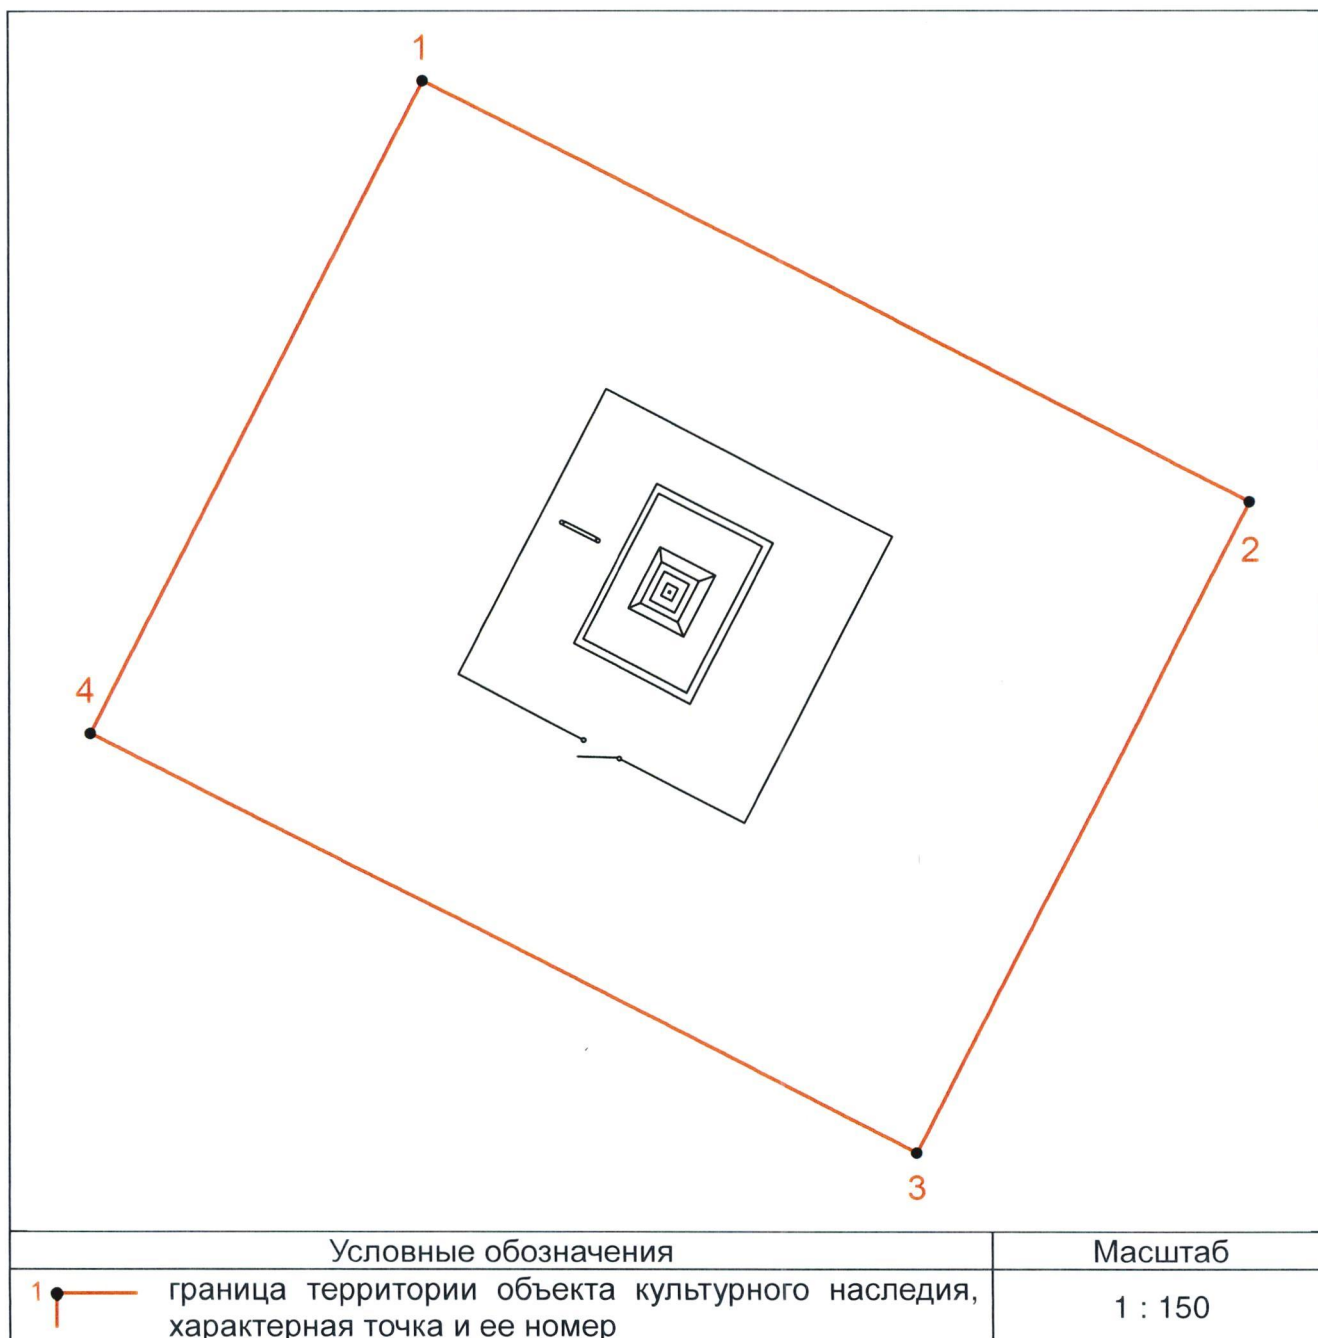 1
2
4
3
Условные обозначения Масштаб
1 граница территории объекта культурного наследия,
характерная точка и ее номер
1 : 150